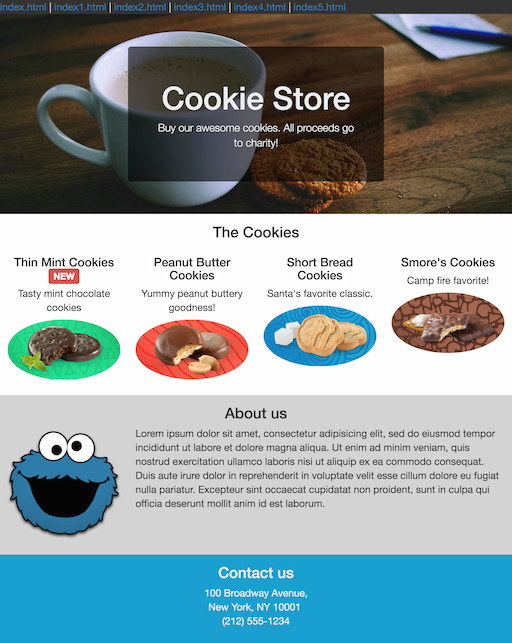 index.html | index1.html | index2.html | index3.html | index4.html | index5.html
Cookie Store
Buy our awesome cookies. All proceeds go
to charity!
The Cookies
Thin Mint Cookies
NEW
Tasty mint chocolate
cookies
Peanut Butter
Cookies
Yummy peanut buttery
goodness!
Short Bread
Cookies
Santa's favorite classic.
Smore's Cookies
Camp fire favorite!
About us
Lorem ipsum dolor sit amet, consectetur adipisicing elit, sed do eiusmod tempor
incididunt ut labore et dolore magna aliqua. Ut enim ad minim veniam, quis
nostrud exercitation ullamco laboris nisi ut aliquip ex ea commodo consequat.
Duis aute irure dolor in reprehenderit in voluptate velit esse cillum dolore eu fugiat
nulla pariatur. Excepteur sint occaecat cupidatat non proident, sunt in culpa qui
officia deserunt mollit anim id est laborum.
Contact us
100 Broadway Avenue,
New York, NY 10001
(212) 555-1234